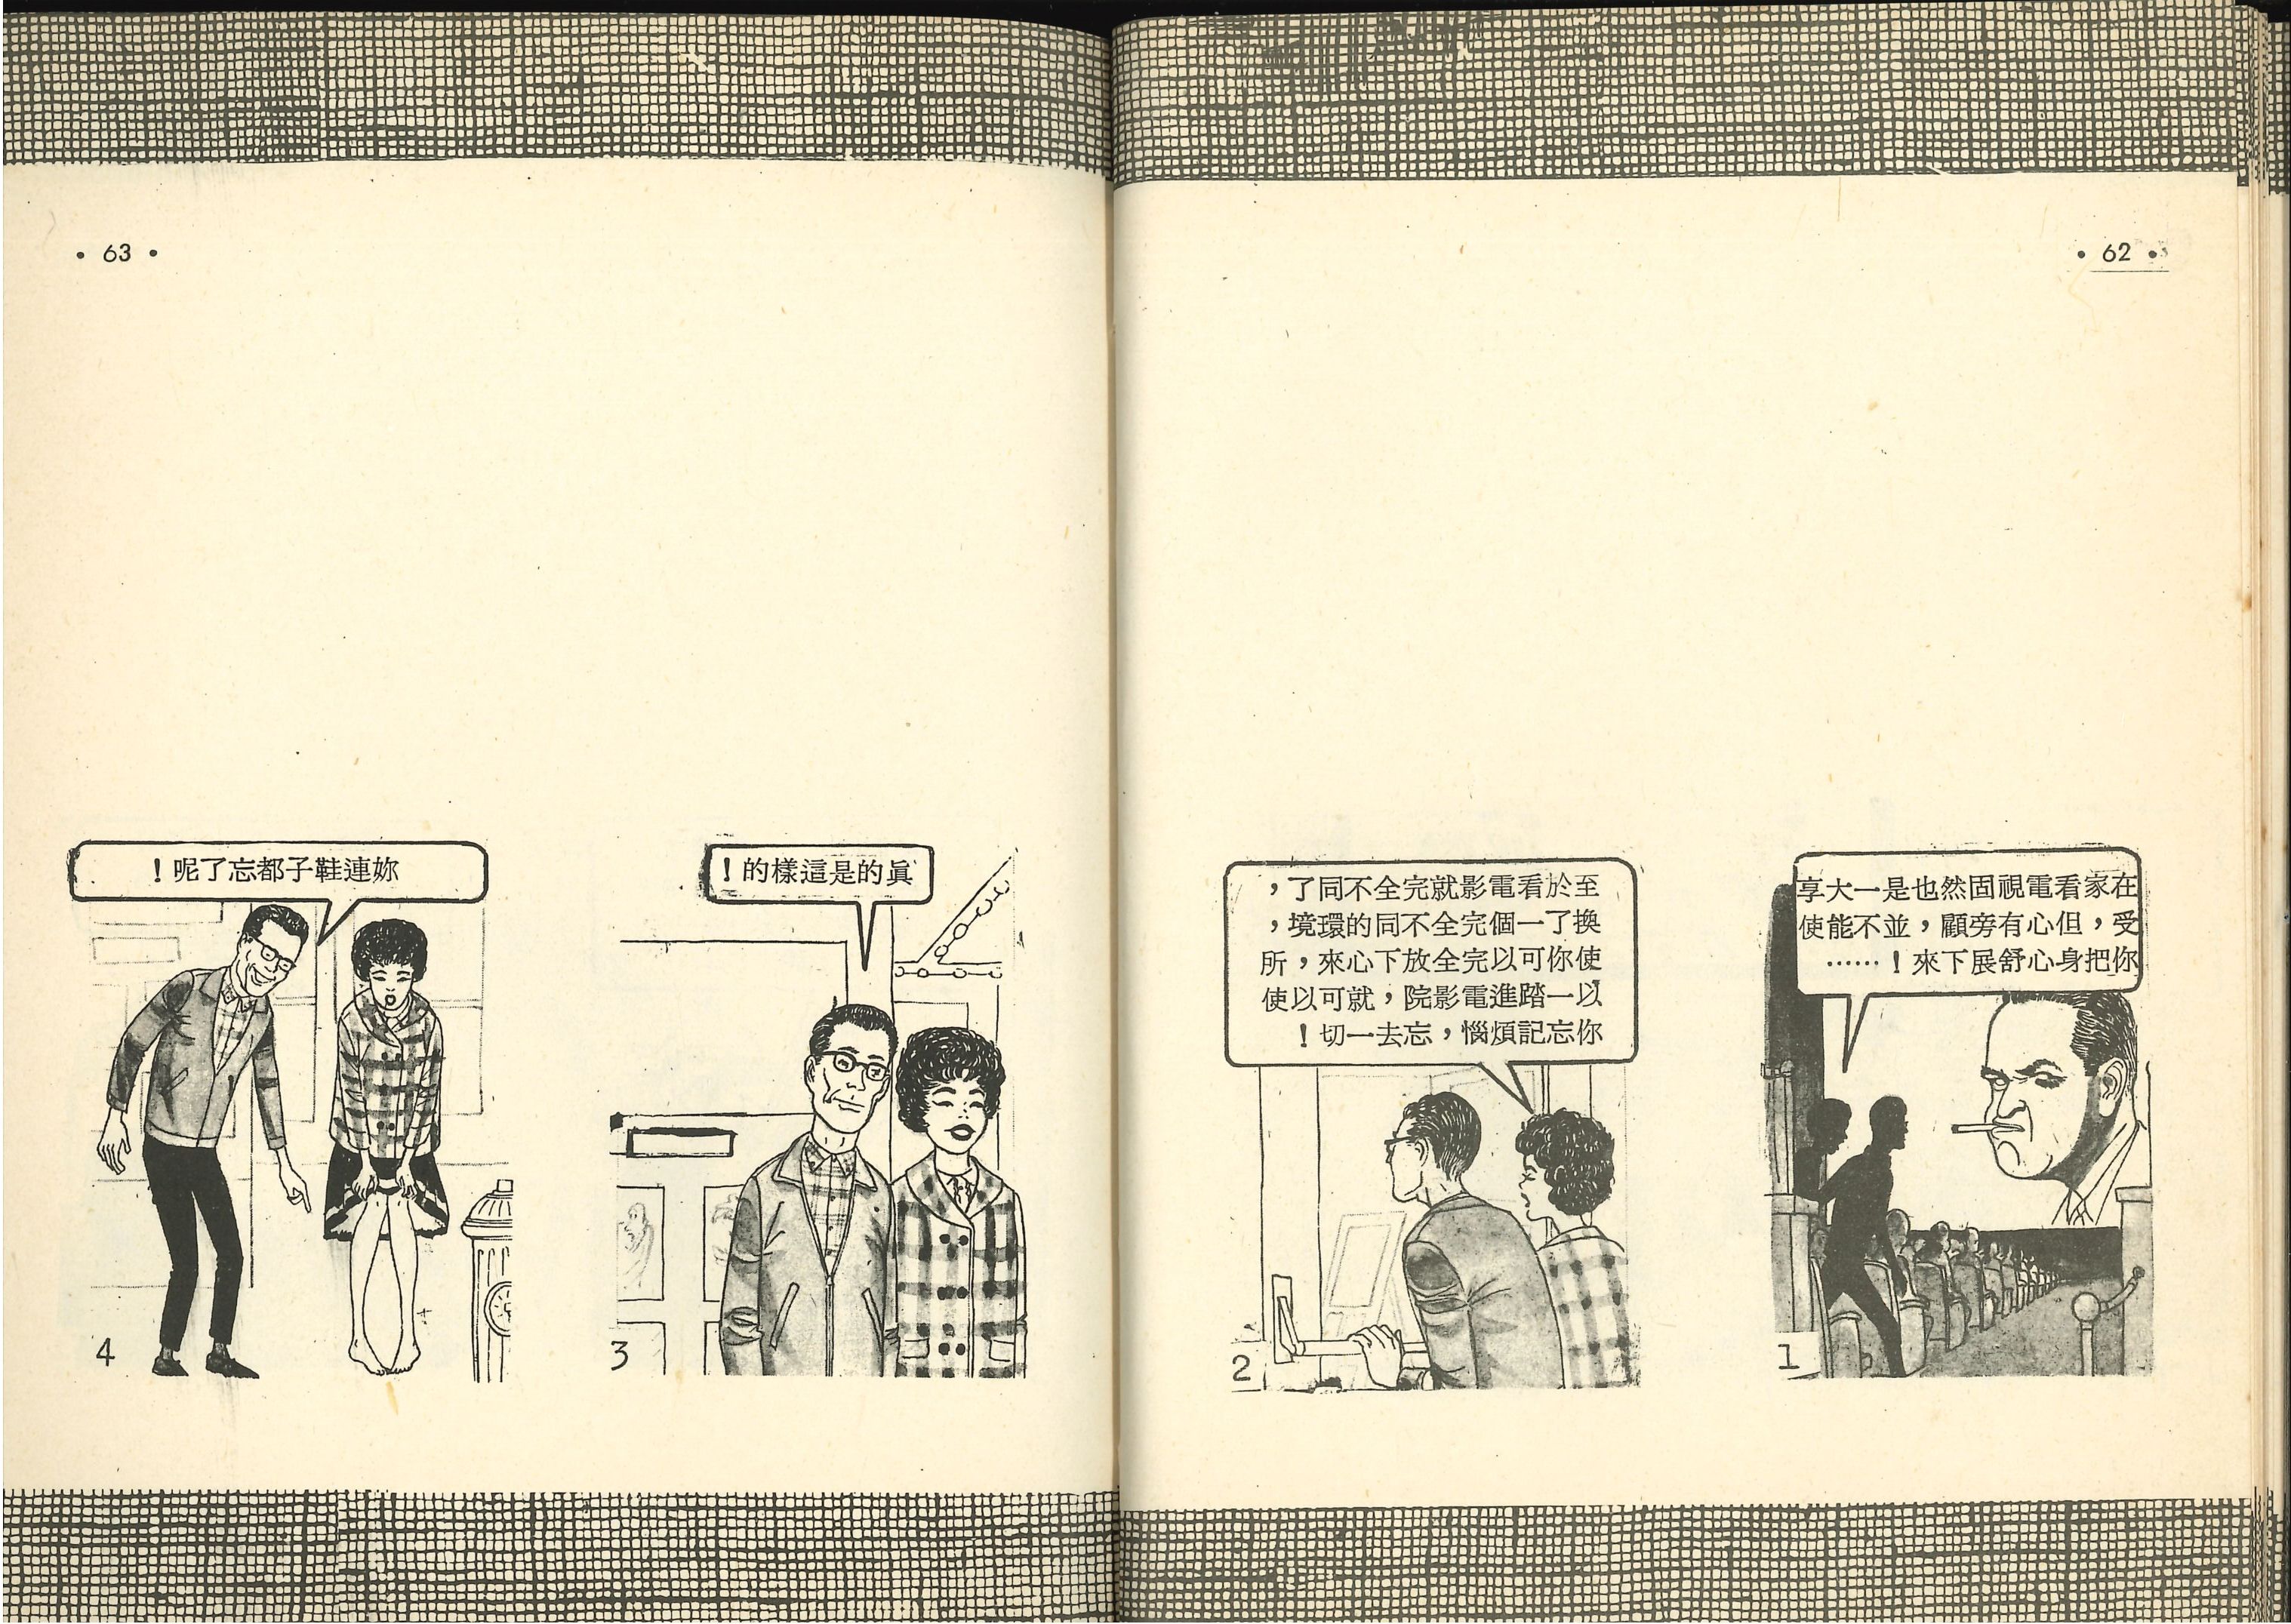 • 62 •
在家看電視固然也是一大享
受，但心有旁顧，並不能使
你把身心舒展下來！……
1
至於看電影就完全不同了，
換了一個完全不同的環境，
使你可以完全放下心來，所
以一踏進電影院，就可以使
你忘記煩惱，忘去一切！
2
• 63 •
眞的是這樣的！
3
妳連鞋子都忘了呢！
4